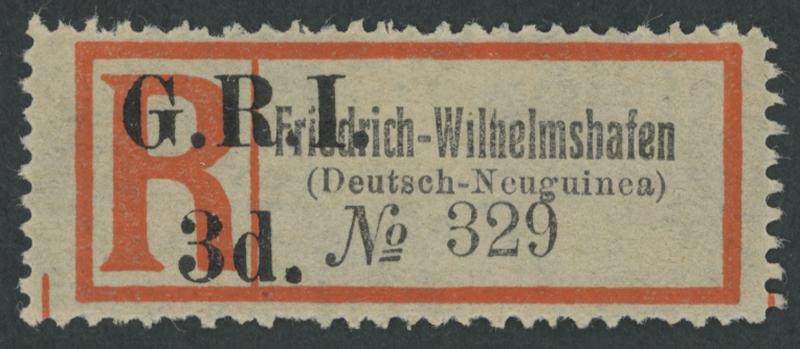 R
G.R.I.
Friedrich-Wilhelmshafen
(Deutsch-Neuguinea)
3d.
№ 329